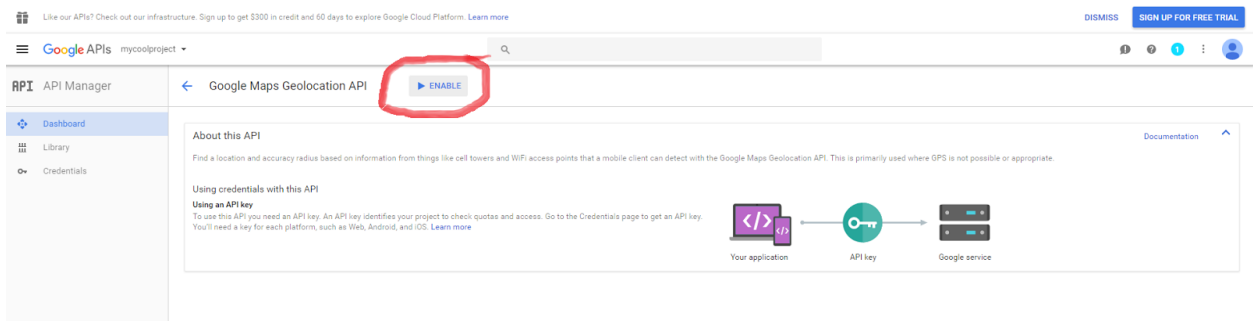 Like our APIs? Check out our infrastructure. Sign up to get $300 in credit and 60 days to explore Google Cloud Platform. Learn more
DISMISS
SIGN UP FOR FREE TRIAL
Google APIs mycoolproject
1
API API Manager
Google Maps Geolocation API
ENABLE
Dashboard
Library
Credentials
About this API
Documentation
Find a location and accuracy radius based on information from things like cell towers and WiFi access points that a mobile client can detect with the Google Maps Geolocation API. This is primarily used where GPS is not possible or appropriate.
Using credentials with this API
Using an API key
To use this API you need an API key. An API key identifies your project to check quotas and access. Go to the Credentials page to get an API key.
You'll need a key for each platform, such as Web, Android, and iOS. Learn more
</> </>
Your application
API key
Google service